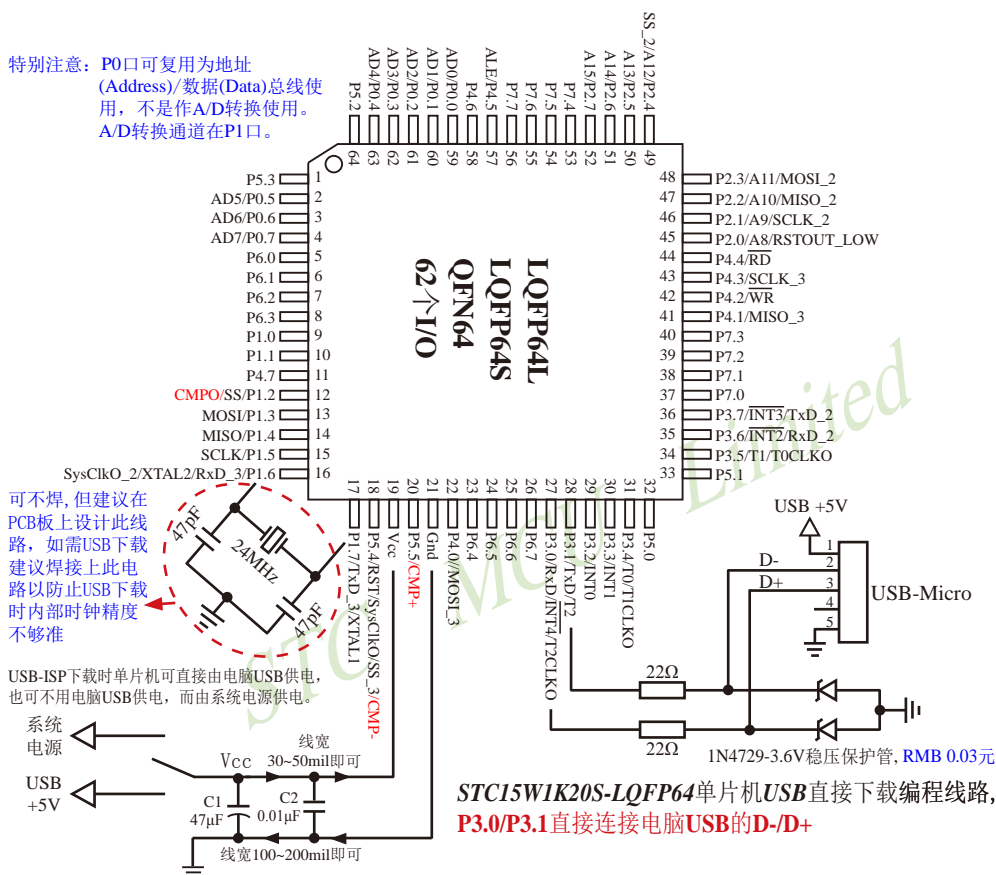 特别注意：P0口可复用为地址
(Address)/数据(Data)总线使
用，不是作A/D转换使用。
A/D转换通道在P1口。
P5.2
AD4/P0.4
AD3/P0.3
AD2/P0.2
AD1/P0.1
AD0/P0.0
P4.6
ALE/P4.5
P7.7
P7.6
P7.5
P7.4
A15/P2.7
A14/P2.6
A13/P2.5
SS_2/A12/P2.4
64
63
62
61
60
59
58
57
56
55
54
53
52
51
50
49
P5.3 1
AD5/P0.5 2
AD6/P0.6 3
AD7/P0.7 4
P6.0 5
P6.1 6
P6.2 7
P6.3 8
P1.0 9
P1.1 10
P4.7 11
CMPO/SS/P1.2 12
MOSI/P1.3 13
MISO/P1.4 14
SCLK/P1.5 15
SysClkO_2/XTAL2/RxD_3/P1.6 16
LQFP64L
LQFP64S
QFN64
62个I/O
48 P2.3/A11/MOSI_2
47 P2.2/A10/MISO_2
46 P2.1/A9/SCLK_2
45 P2.0/A8/RSTOUT_LOW
44 P4.4/RD
43 P4.3/SCLK_3
42 P4.2/WR
41 P4.1/MISO_3
40 P7.3
39 P7.2
38 P7.1
37 P7.0
36 P3.7/INT3/TxD_2
35 P3.6/INT2/RxD_2
34 P3.5/T1/T0CLKO
33 P5.1
17
18
19
20
21
22
23
24
25
26
27
28
29
30
31
32
P1.7/TxD_3/XTAL1
P5.4/RST/SysClkO/SS_3/CMP-
Vcc
P5.5/CMP+
Gnd
P4.0//MOSI_3
P6.4
P6.5
P6.6
P6.7
P3.0/RxD/INT4/T2CLKO
P3.1/TxD/T2
P3.2/INT0
P3.3/INT1
P3.4/T0/T1CLKO
P5.0
可不焊,但建议在
PCB板上设计此线
路，如需USB下载
建议焊接上此电
路以防止USB下载
时内部时钟精度
不够准
47pF
24MHz
47pF
STC MCU Limited
USB +5V
1
D- 2
D+ 3
4
5
USB-Micro
22Ω
22Ω
1N4729-3.6V稳压保护管, RMB 0.03元
USB-ISP下载时单片机可直接由电脑USB供电,
也可不用电脑USB供电，而由系统电源供电。
系统
电源
USB
+5V
Vcc
线宽
30~50mil即可
C1
47μF
C2
0.01μF
线宽100~200mil即可
STC15W1K20S-LQFP64单片机USB直接下载编程线路,
P3.0/P3.1直接连接电脑USB的D-/D+